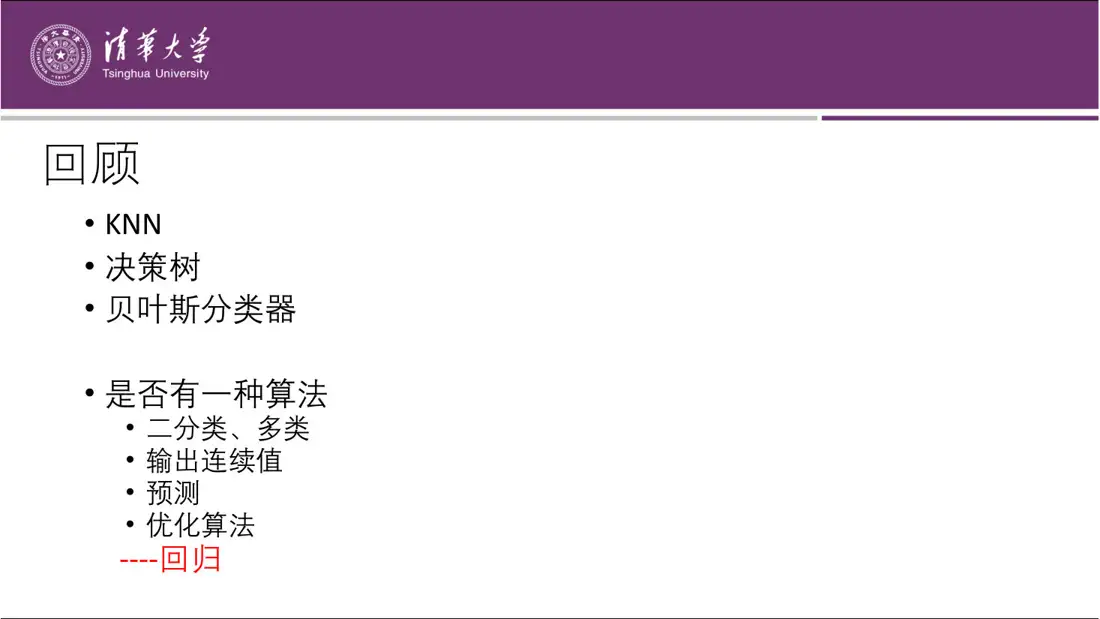 清华大学
Tsinghua University
回顾
• KNN
• 决策树
• 贝叶斯分类器
• 是否有一种算法
• 二分类、多类
• 输出连续值
• 预测
• 优化算法
----回归